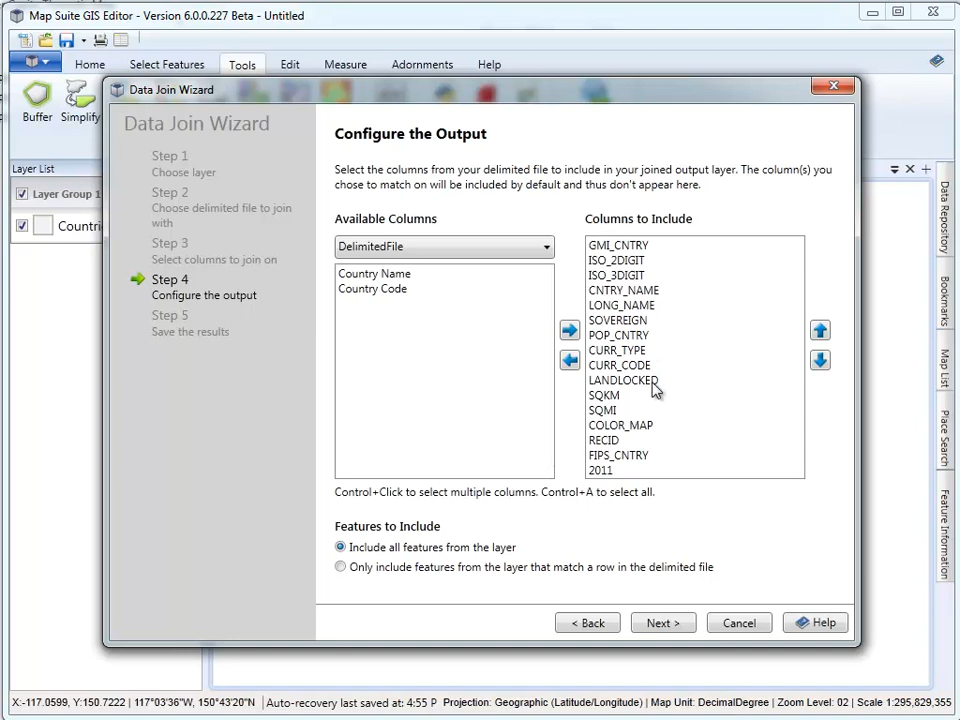 Map Suite GIS Editor - Version 6.0.0.227 Beta - Untitled
Home Select Features Tools Edit Measure Adornments Help
Buffer Simplify
Layer List
Layer Group 1
Countri
Data Join Wizard
Data Join Wizard
Step 1
Choose layer
Step 2
Choose delimited file to join
with
Step 3
Select columns to join on
Step 4
Configure the output
Step 5
Save the results
Configure the Output
Select the columns from your delimited file to include in your joined output layer. The column(s) you
chose to match on will be included by default and thus don't appear here.
Available Columns
DelimitedFile
Country Name
Country Code
Columns to Include
GMI_CNTRY
ISO_2DIGIT
ISO_3DIGIT
CNTRY_NAME
LONG_NAME
SOVEREIGN
POP_CNTRY
CURR_TYPE
CURR_CODE
LANDLOCKED
SQKM
SQMI
COLOR_MAP
RECID
FIPS_CNTRY
2011
Control+Click to select multiple columns. Control+A to select all.
Features to Include
Include all features from the layer
Only include features from the layer that match a row in the delimited file
< Back Next > Cancel Help
Data Repository
Bookmarks
Map List
Place Search
Feature Information
X:-117.0599, Y:150.7222 | 117°03'36"W, 150°43'20"N Auto-recovery last saved at: 4:55 P Projection: Geographic (Latitude/Longitude) | Map Unit: DecimalDegree | Zoom Level: 02 | Scale 1:295,829,355